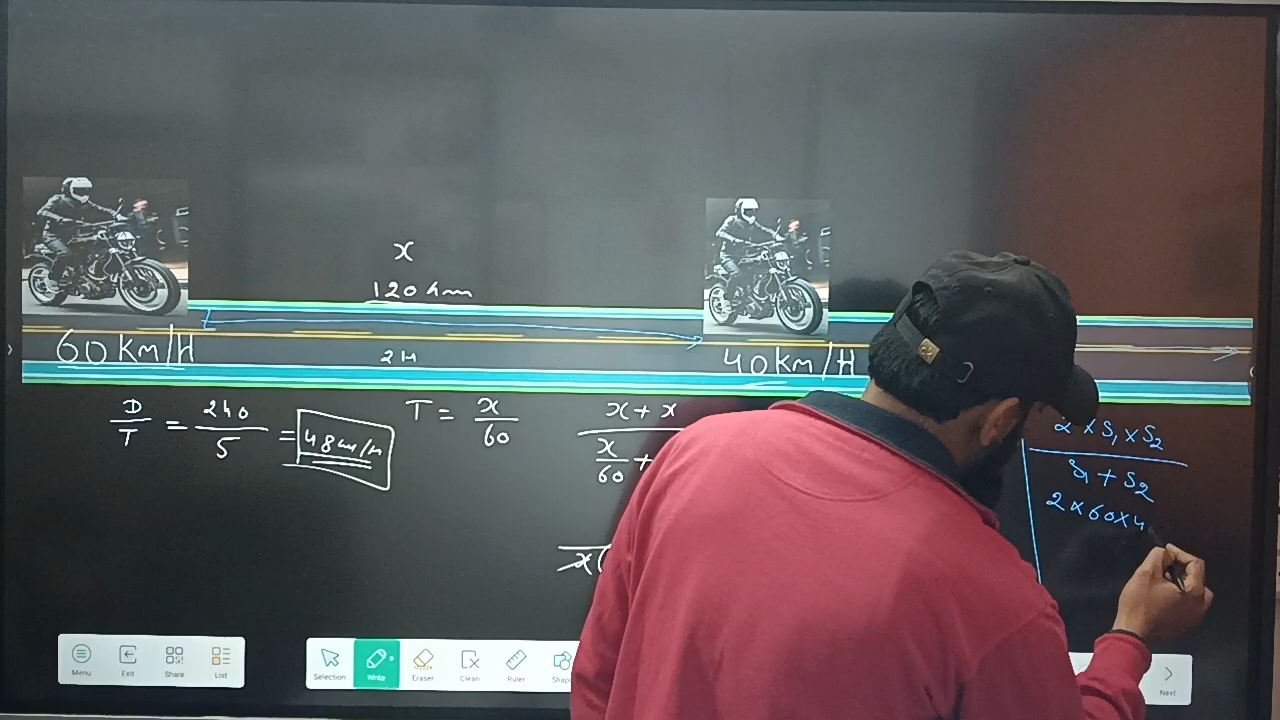 x
120 km
60 Km/H
2H
40 Km/H
D/T = 240/5 = 48 km/H
T = x/60
x + x
x/60 +
x(
2 × S1 × S2
S1 + S2
2 × 60 × 4
Menu
Exit
Share
List
Selection
Write
Eraser
Clean
Ruler
Shap
Next